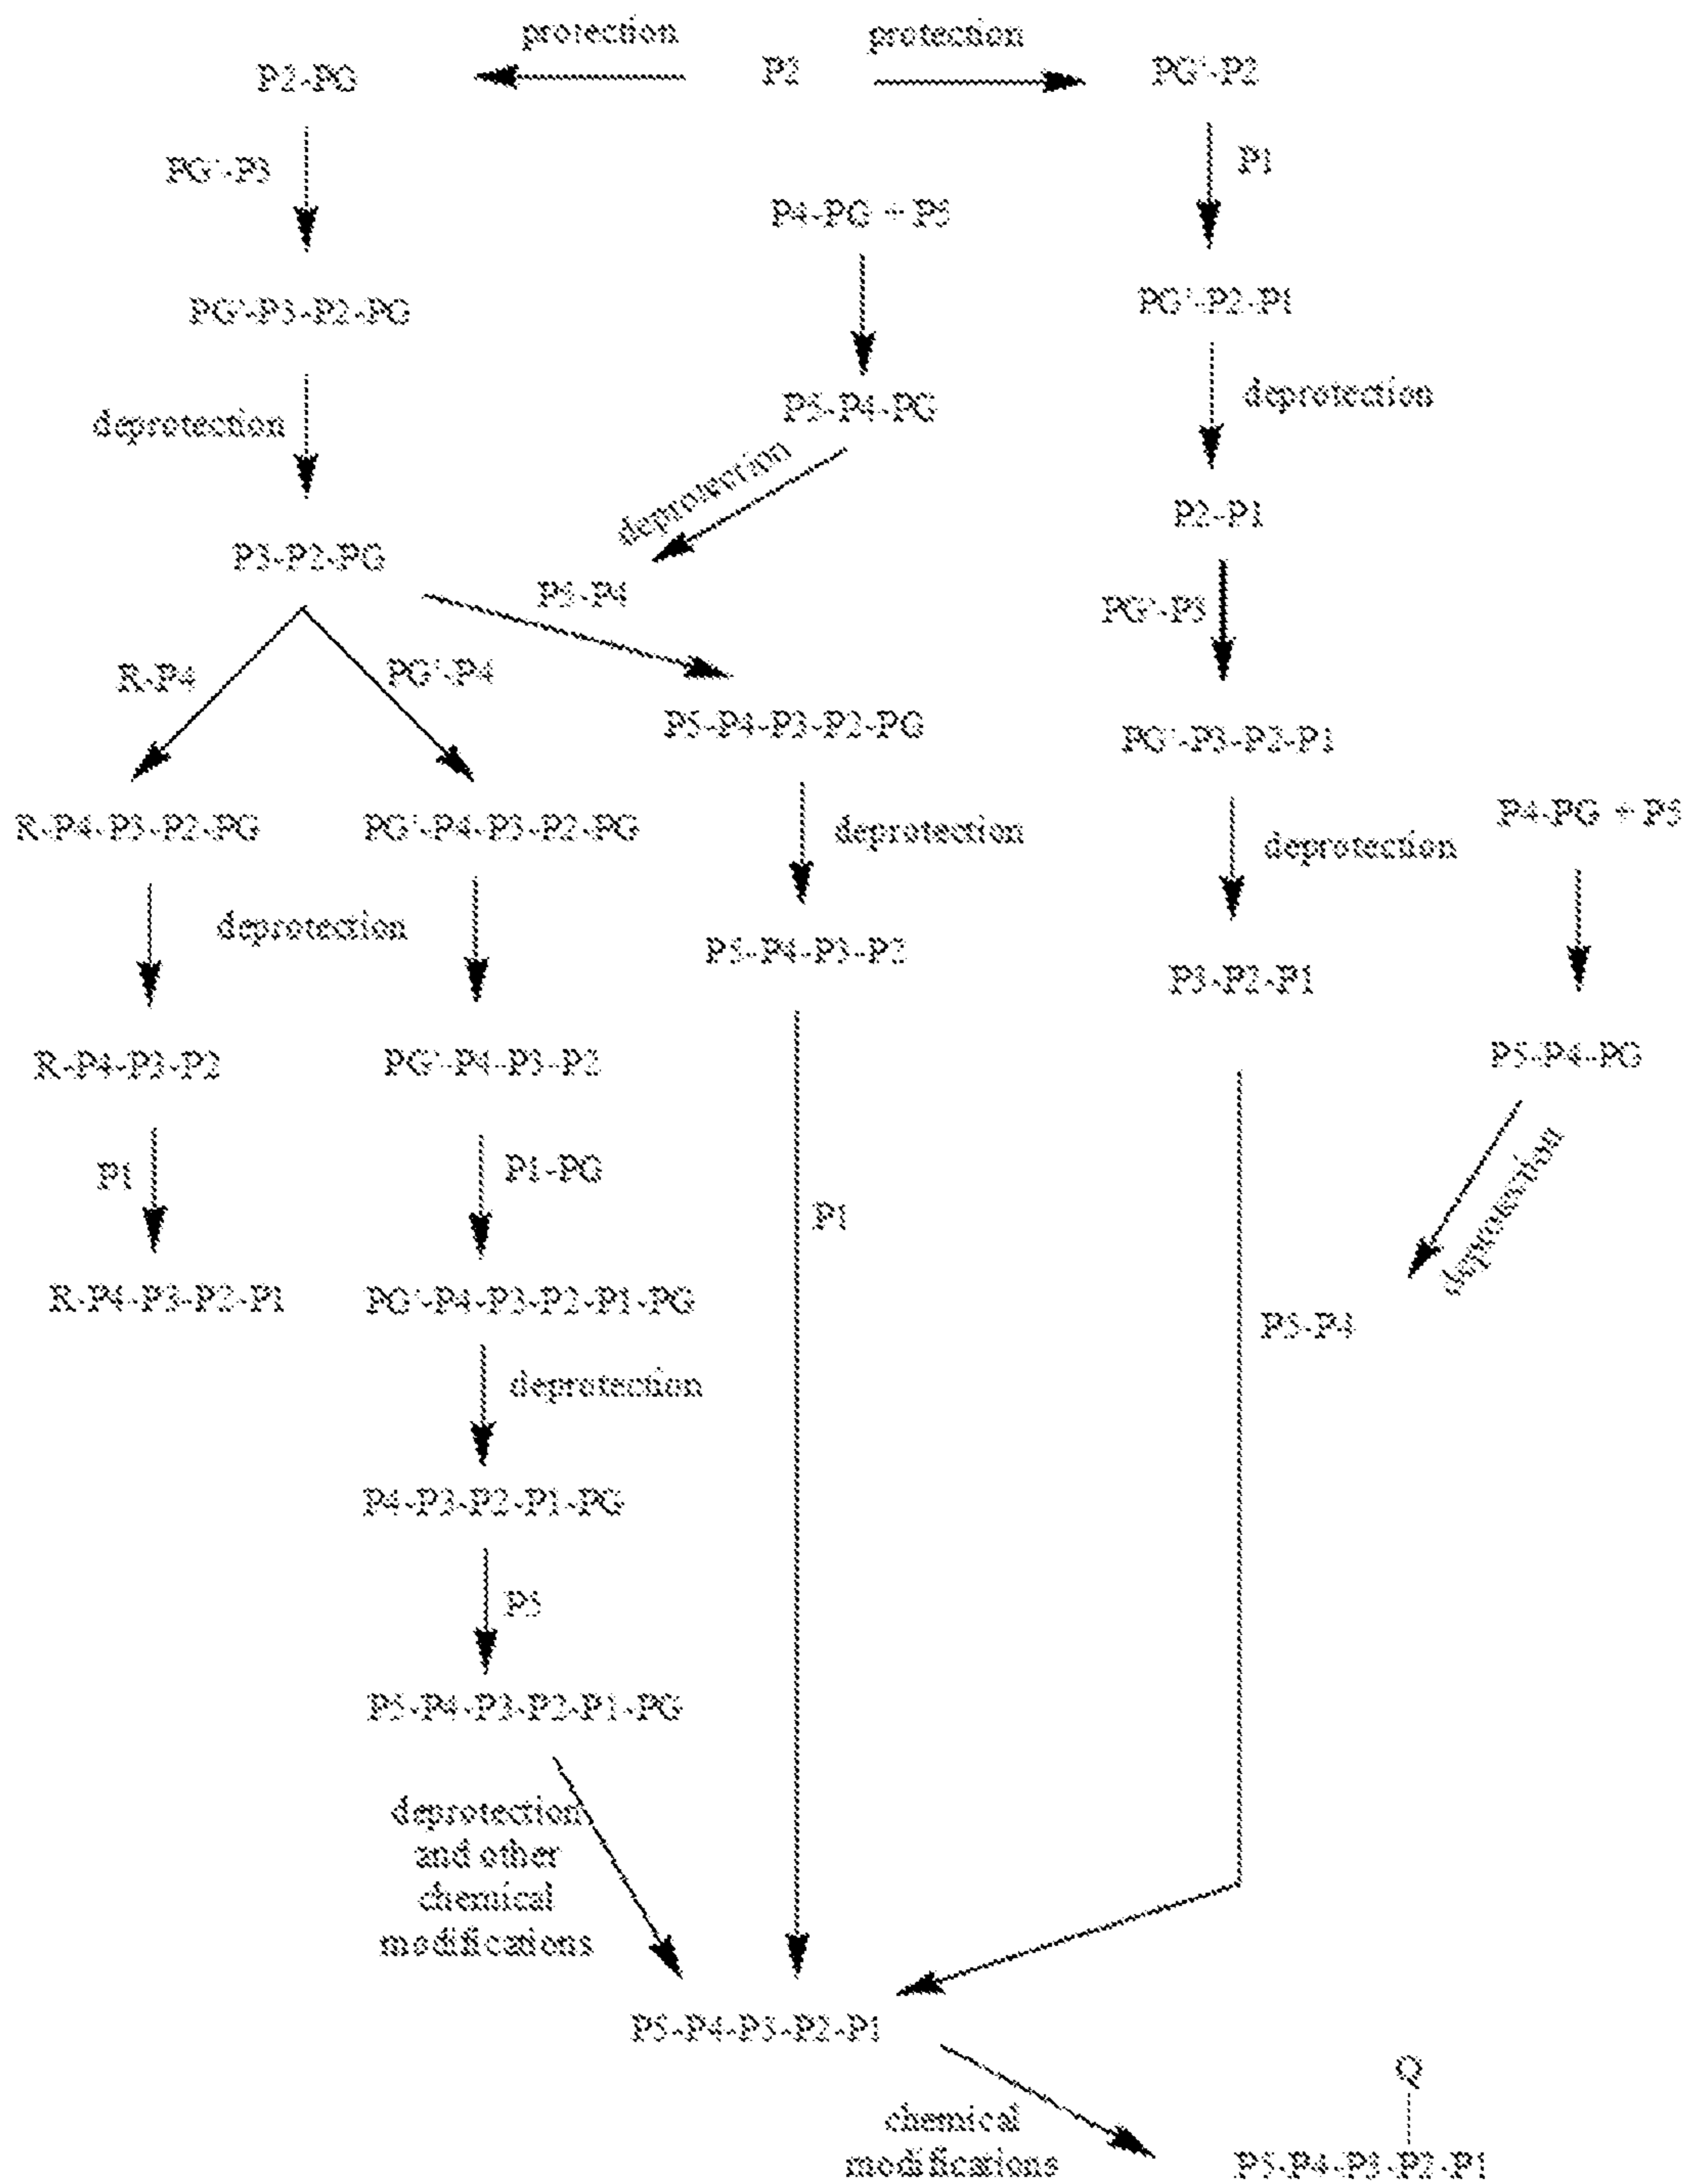 protection
protection
P2-PG
P2
PG'-P2
PG'-P3
P1
P4-PG + P5
PG'-P3-P2-PG
PG'-P2-P1
deprotection
P5-P4-PG
deprotection
deprotection
P2-P1
P3-P2-PG
P5-P4
PG'-P3
R-P4
PG'-P4
P5-P4-P3-P2-PG
PG'-P3-P2-P1
R-P4-P3-P2-PG
PG'-P4-P3-P2-PG
deprotection
deprotection
P4-PG + P5
deprotection
P5-P4-P3-P2
P3-P2-P1
R-P4-P3-P2
PG'-P4-P3-P2
P5-P4-PG
P1
P1-PG
P1
deprotection
R-P4-P3-P2-P1
PG'-P4-P3-P2-P1-PG
P5-P4
deprotection
P4-P3-P2-P1-PG
P5
P5-P4-P3-P2-P1-PG
deprotection
and other
chemical
modifications
P5-P4-P3-P2-P1
Q
chemical
modifications
P5-P4-P3-P2-P1